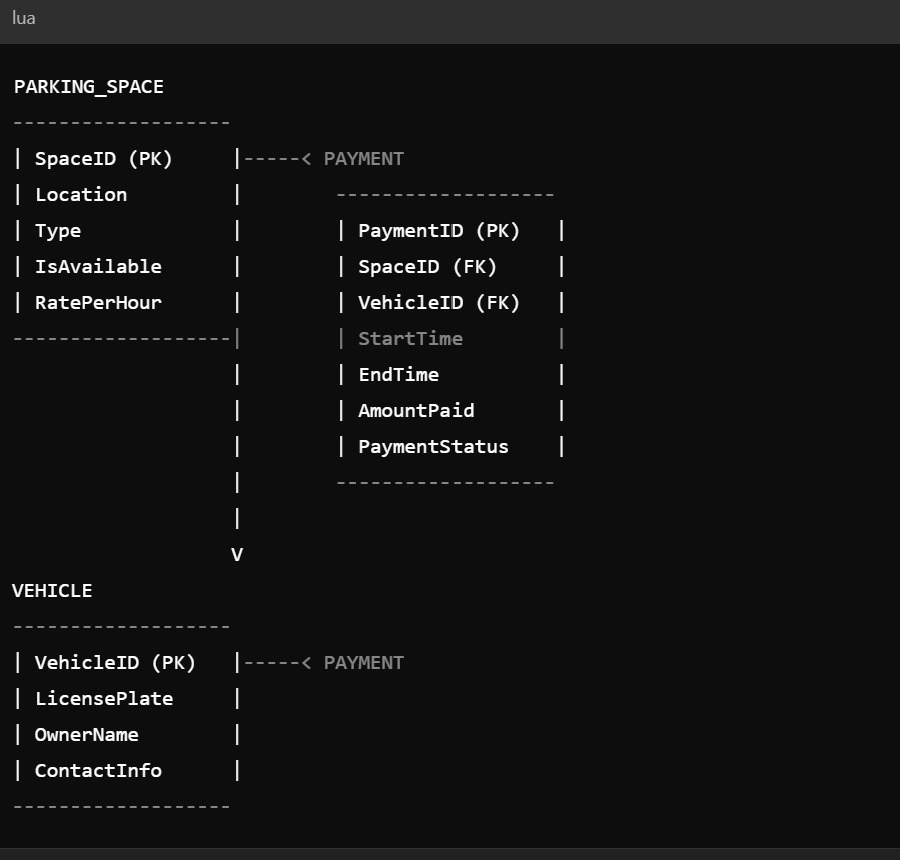 lua
PARKING_SPACE
-------------------
| SpaceID (PK)     |-----< PAYMENT
| Location         |        -------------------
| Type             |        | PaymentID (PK)   |
| IsAvailable      |        | SpaceID (FK)     |
| RatePerHour      |        | VehicleID (FK)   |
-------------------|        | StartTime        |
                   |        | EndTime          |
                   |        | AmountPaid       |
                   |        | PaymentStatus    |
                   |        -------------------
                   |
                   V
VEHICLE
-------------------
| VehicleID (PK)   |-----< PAYMENT
| LicensePlate     |
| OwnerName        |
| ContactInfo      |
-------------------